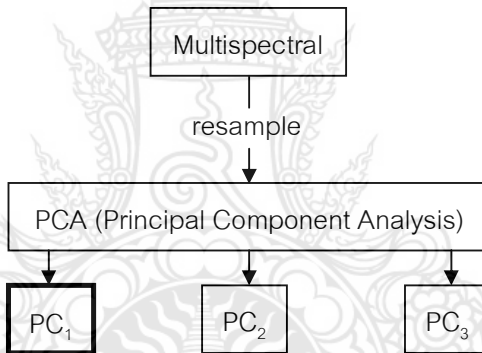 Multispectral
resample
PCA (Principal Component Analysis)
PC₁ PC₂ PC₃